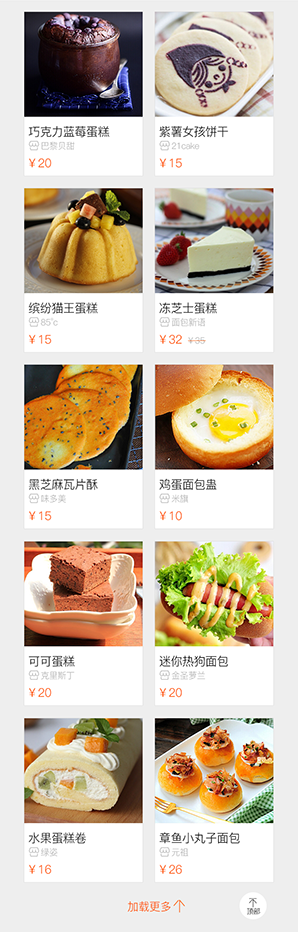 巧克力蓝莓蛋糕
巴黎贝甜
¥20
紫薯女孩饼干
21cake
¥15
缤纷猫王蛋糕
85°c
¥15
冻芝士蛋糕
面包新语
¥32 ¥35
黑芝麻瓦片酥
味多美
¥15
鸡蛋面包盅
米旗
¥10
可可蛋糕
克里斯丁
¥20
迷你热狗面包
金圣萝兰
¥20
水果蛋糕卷
绿姿
¥16
章鱼小丸子面包
元祖
¥26
加载更多
顶部